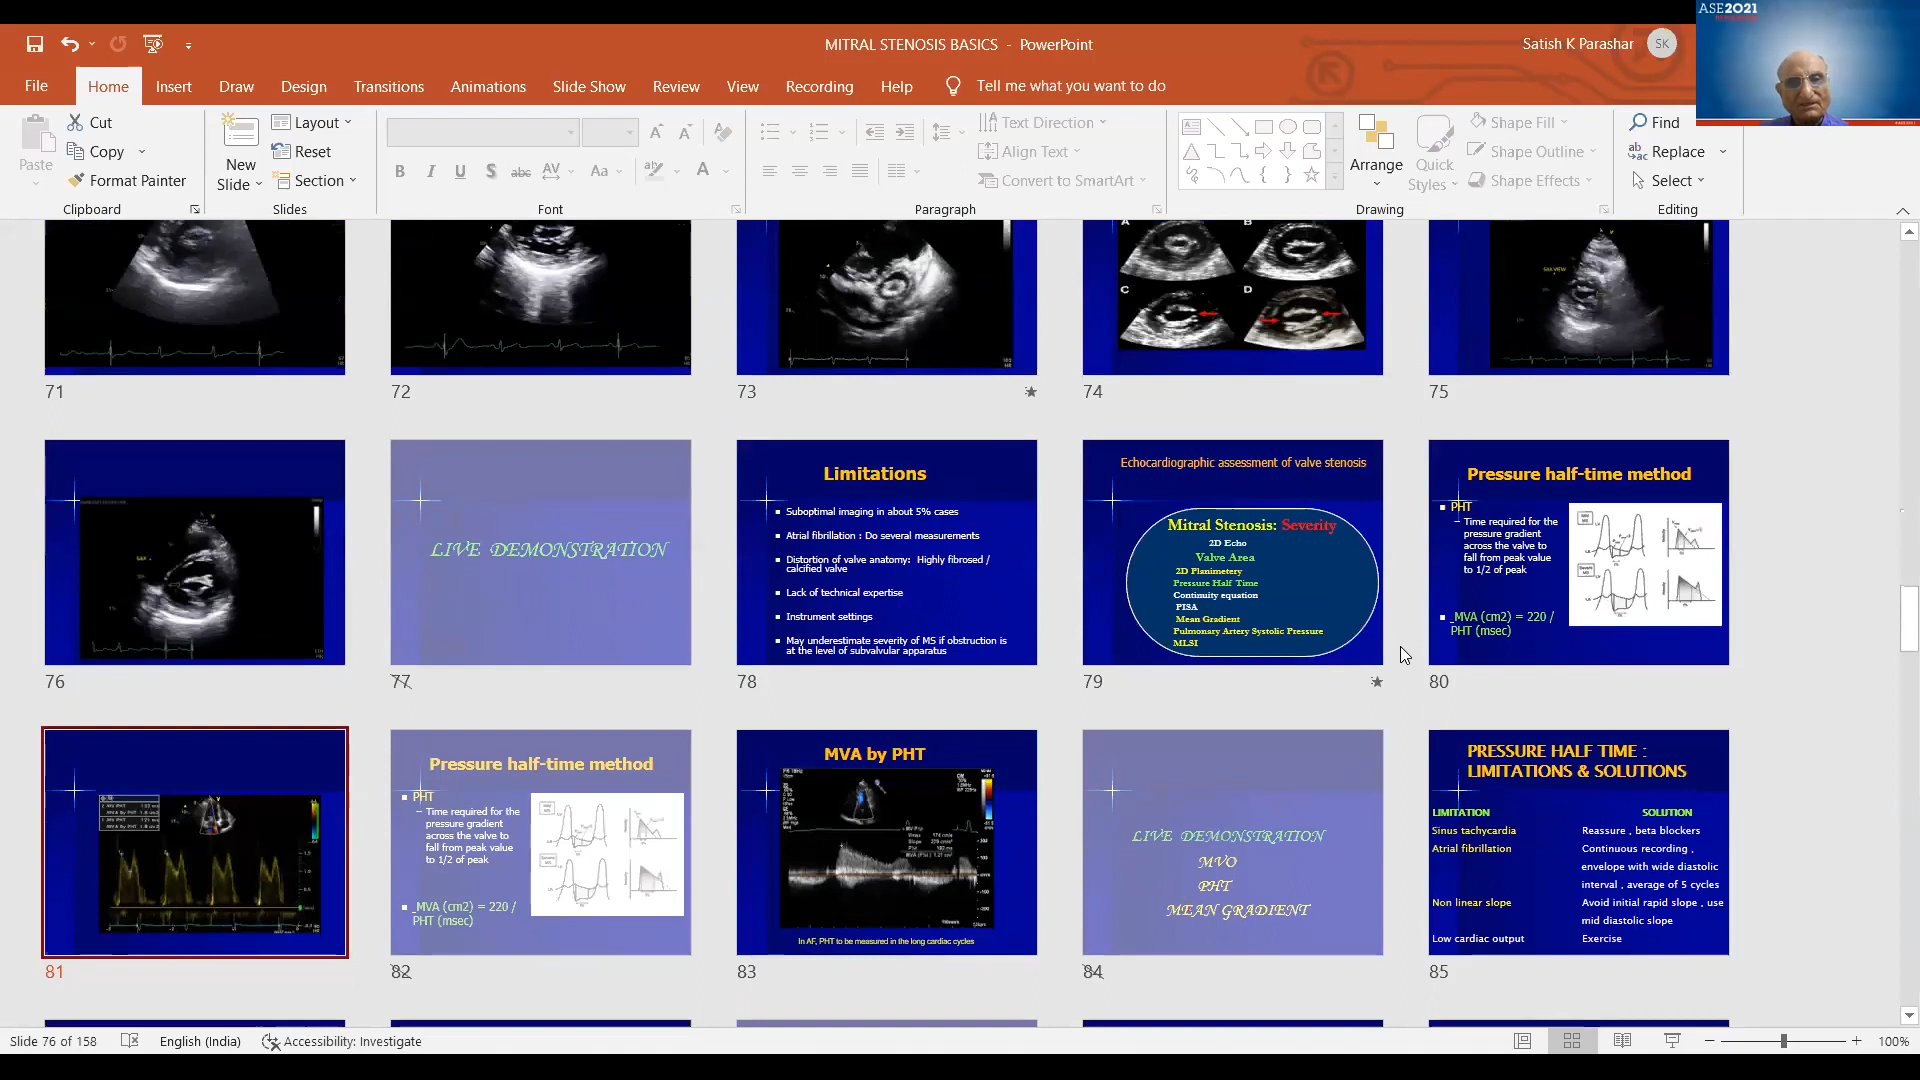 ASE2021
MITRAL STENOSIS BASICS - PowerPoint
Satish K Parashar
SK
File
Home
Insert
Draw
Design
Transitions
Animations
Slide Show
Review
View
Recording
Help
Tell me what you want to do
Paste
Cut
Copy
Format Painter
Clipboard
New
Slide
Layout
Reset
Section
Slides
B I U S abc AV Aa A
Font
Text Direction
Align Text
Convert to SmartArt
Paragraph
Arrange
Quick
Styles
Shape Fill
Shape Outline
Shape Effects
Drawing
Find
Replace
Select
Editing
A
B
C
D
71
72
73
74
75
LIVE DEMONSTRATION
Limitations
Suboptimal imaging in about 5% cases
Atrial fibrillation : Do several measurements
Distortion of valve anatomy: Highly fibrosed /
calcified valve
Lack of technical expertise
Instrument settings
May underestimate severity of MS if obstruction is
at the level of subvalvular apparatus
Echocardiographic assessment of valve stenosis
Mitral Stenosis: Severity
2D Echo
Valve Area
2D Planimetery
Pressure Half Time
Continuity equation
PISA
Mean Gradient
Pulmonary Artery Systolic Pressure
MLSI
Pressure half-time method
PHT
– Time required for the
pressure gradient
across the valve to
fall from peak value
to 1/2 of peak
MVA (cm2) = 220 /
PHT (msec)
76
77
78
79
80
Pressure half-time method
PHT
– Time required for the
pressure gradient
across the valve to
fall from peak value
to 1/2 of peak
MVA (cm2) = 220 /
PHT (msec)
MVA by PHT
In AF, PHT to be measured in the long cardiac cycles
LIVE DEMONSTRATION
MVO
PHT
MEAN GRADIENT
PRESSURE HALF TIME :
LIMITATIONS & SOLUTIONS
LIMITATION SOLUTION
Sinus tachycardia Reassure , beta blockers
Atrial fibrillation Continuous recording ,
envelope with wide diastolic
interval , average of 5 cycles
Non linear slope Avoid initial rapid slope , use
mid diastolic slope
Low cardiac output Exercise
81
82
83
84
85
Slide 76 of 158
English (India)
Accessibility: Investigate
100%